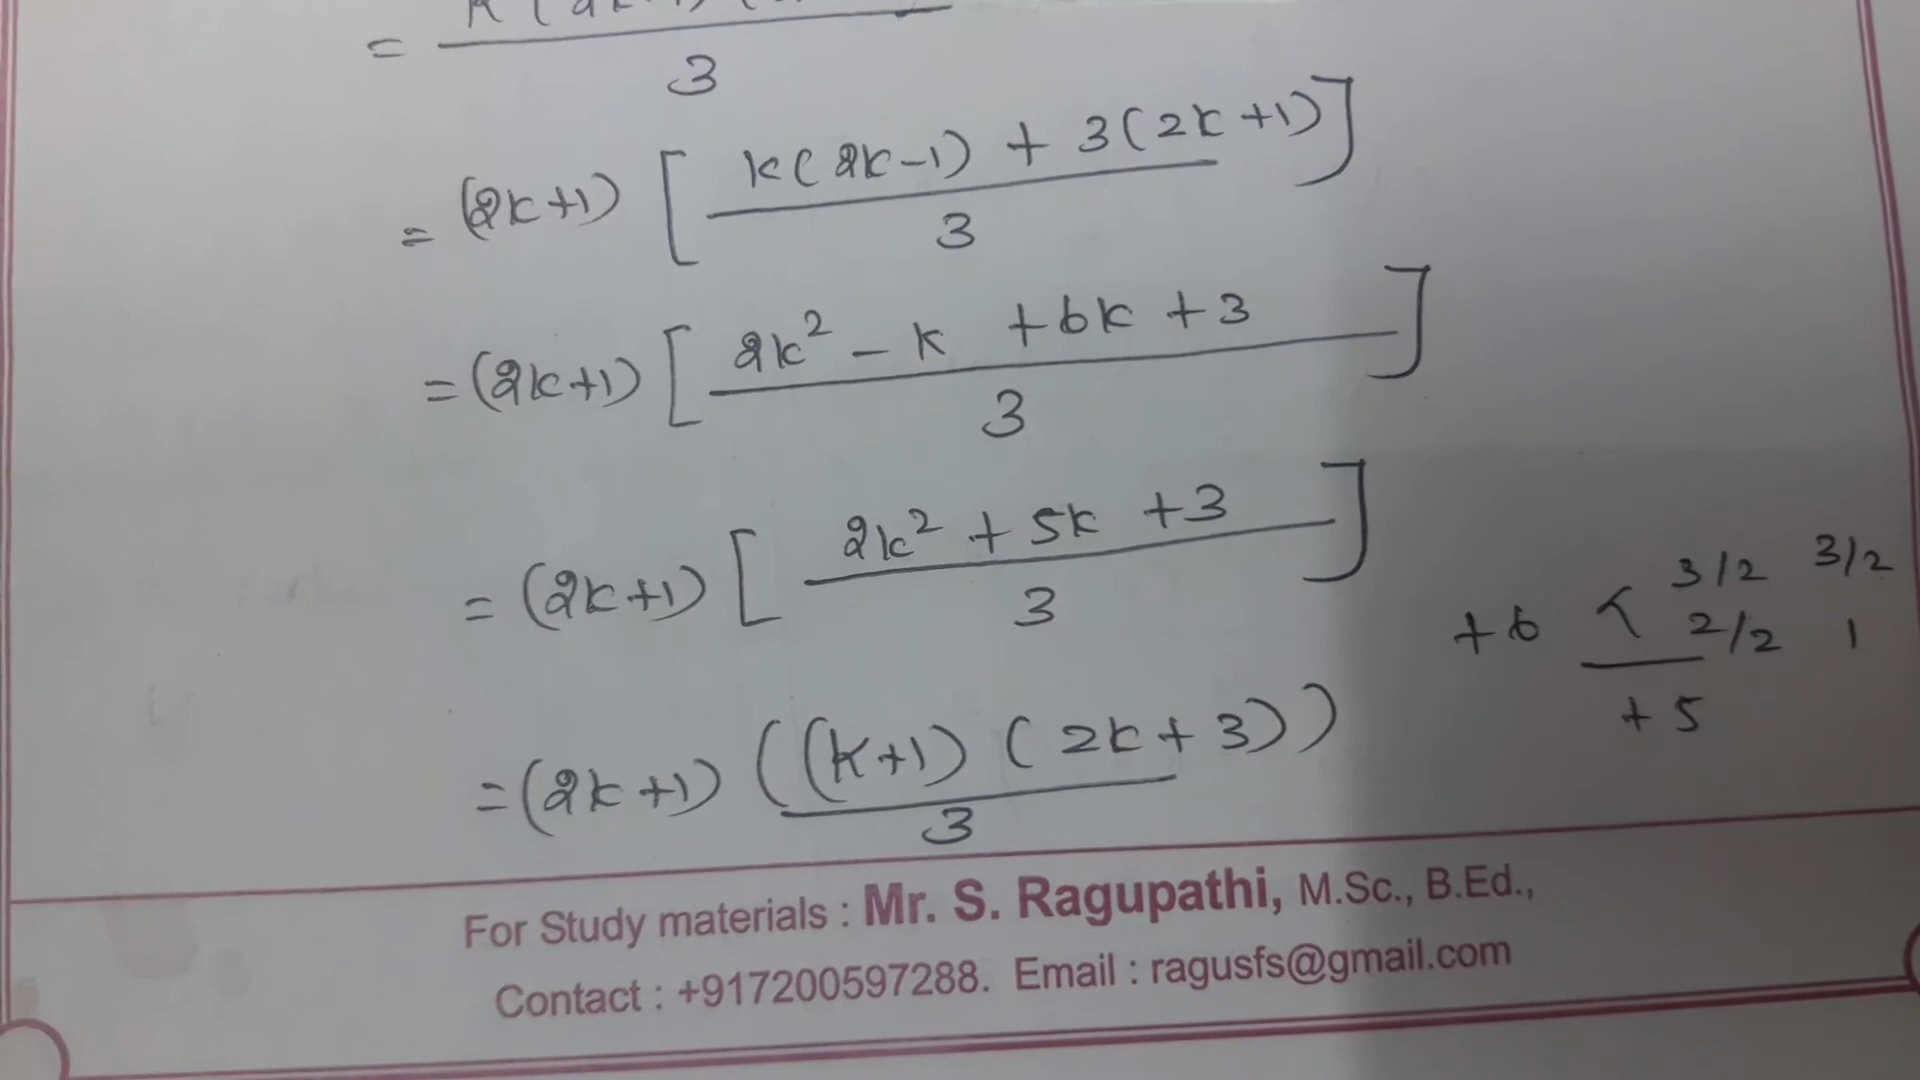 =
3
= (2k+1) [ k(2k-1) + 3(2k+1) ]
3
= (2k+1) [ 2k² - k + 6k + 3 ]
3
= (2k+1) [ 2k² + 5k + 3 ]
3
+6 < 3/2 3/2
2/2 1
+5
= (2k+1) ((k+1) (2k+3))
3
For Study materials : Mr. S. Ragupathi, M.Sc., B.Ed.,
Contact : +917200597288. Email : ragusfs@gmail.com